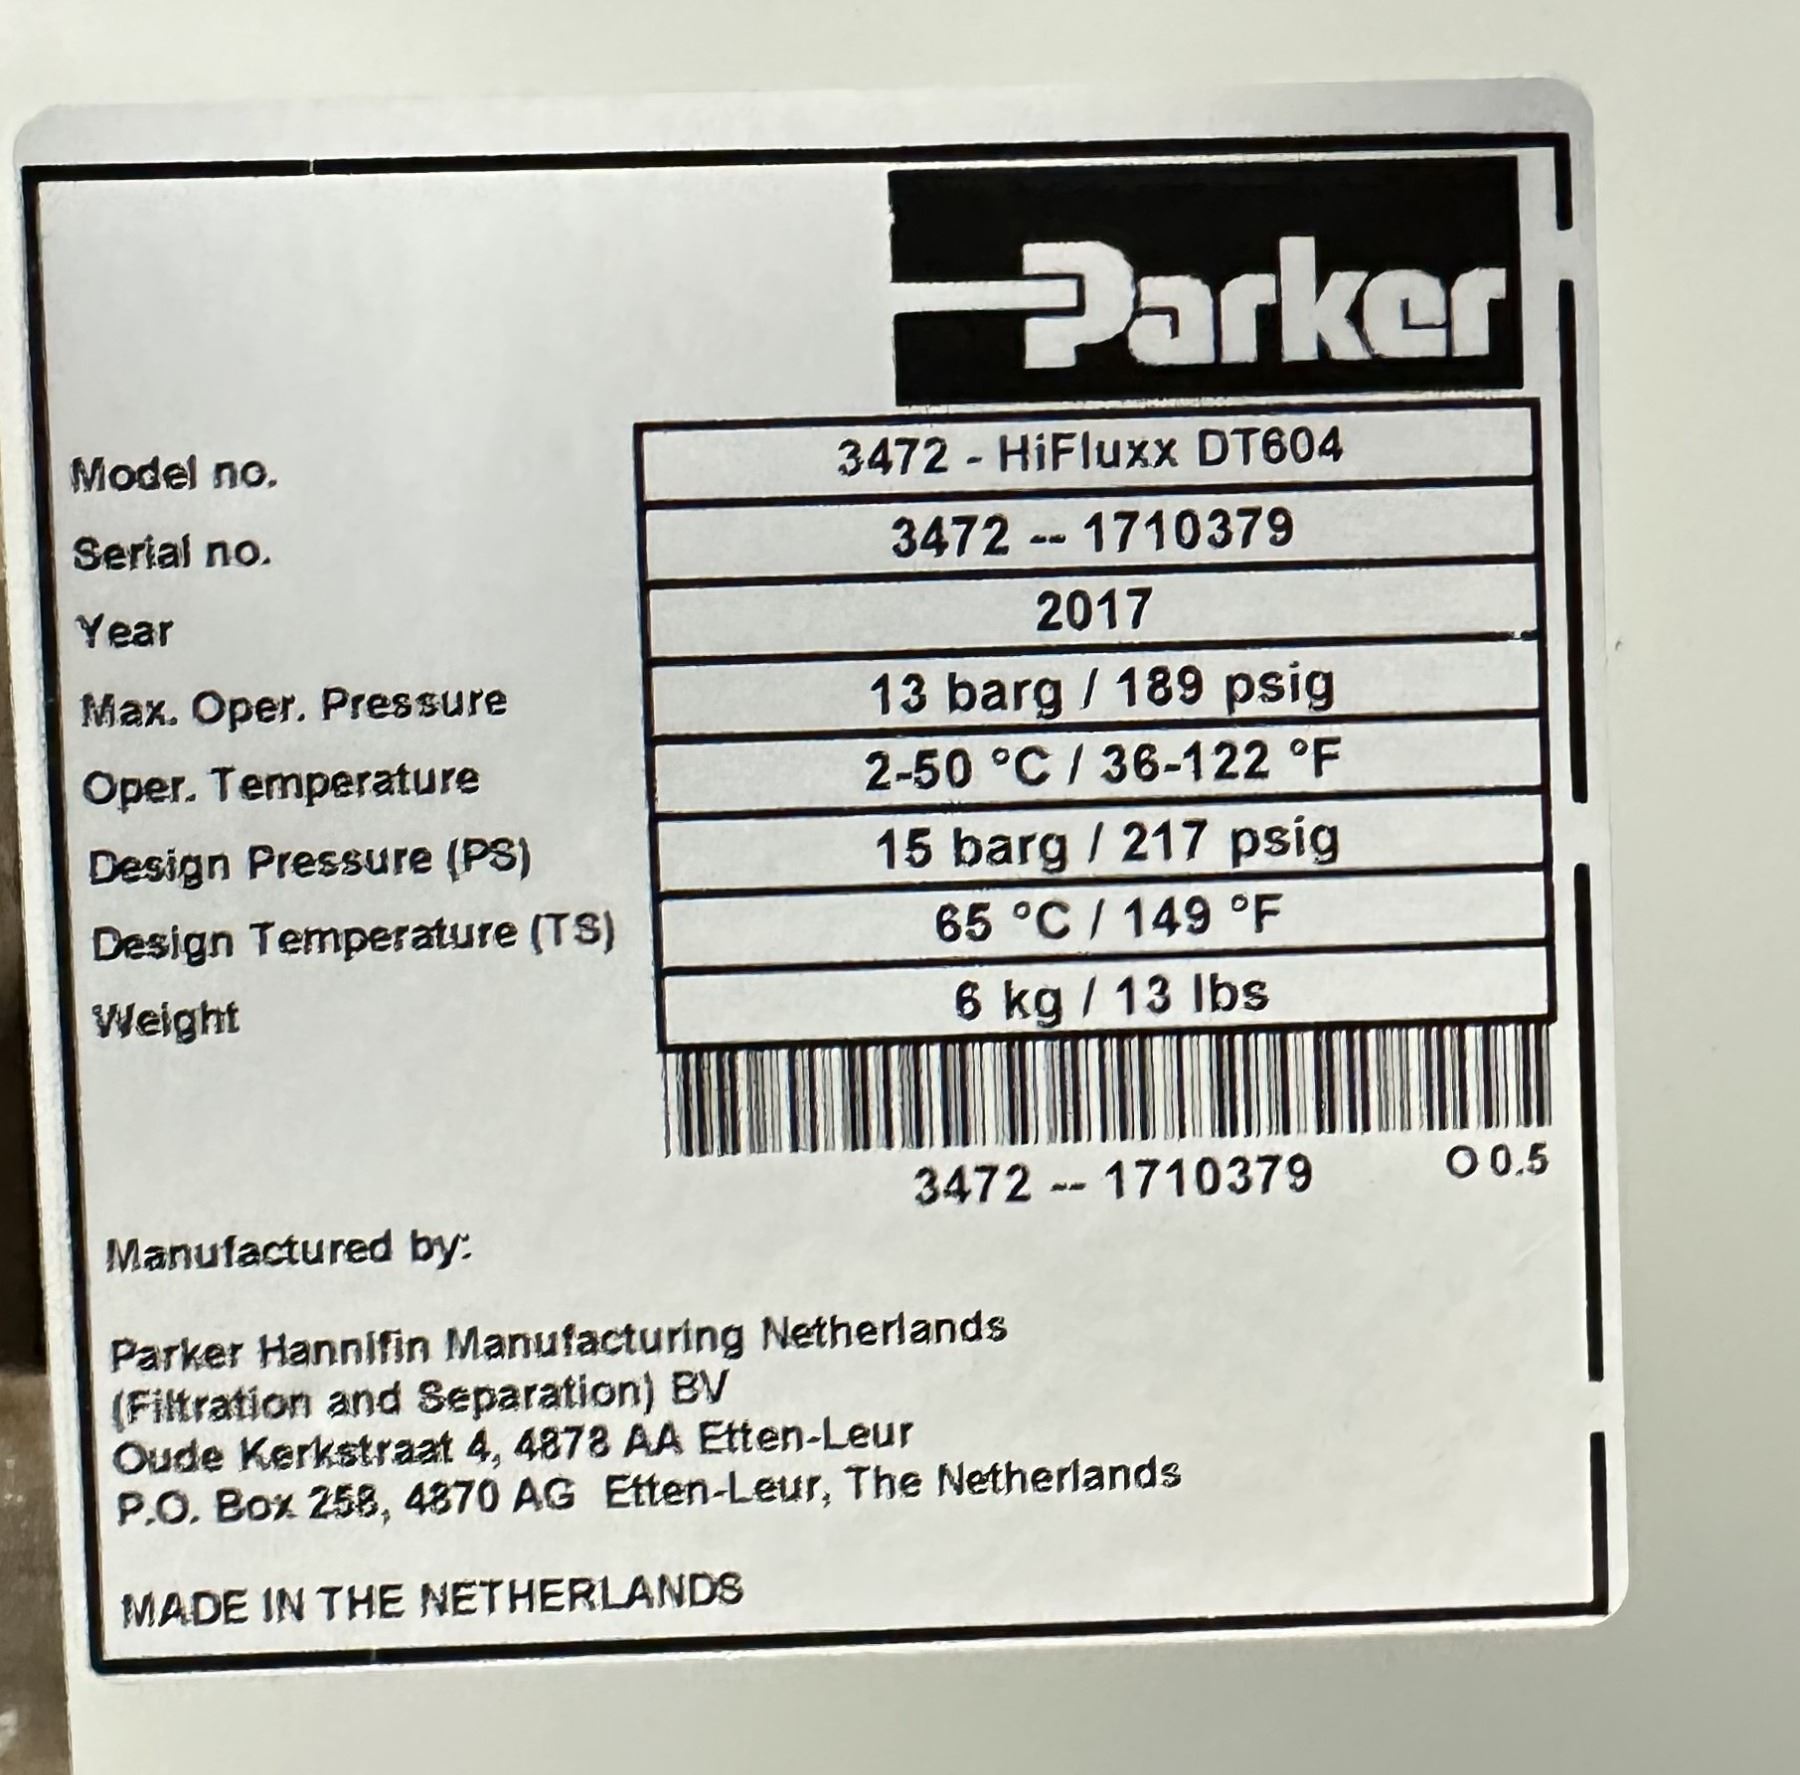 Parker
Model no. 3472 - HiFluxx DT604
Serial no. 3472 -- 1710379
Year 2017
Max. Oper. Pressure 13 barg / 189 psig
Oper. Temperature 2-50 °C / 36-122 °F
Design Pressure (PS) 15 barg / 217 psig
Design Temperature (TS) 65 °C / 149 °F
Weight 6 kg / 13 lbs
3472 -- 1710379 O 0.5
Manufactured by:
Parker Hannifin Manufacturing Netherlands
(Filtration and Separation) BV
Oude Kerkstraat 4, 4878 AA Etten-Leur
P.O. Box 258, 4870 AG Etten-Leur, The Netherlands
MADE IN THE NETHERLANDS